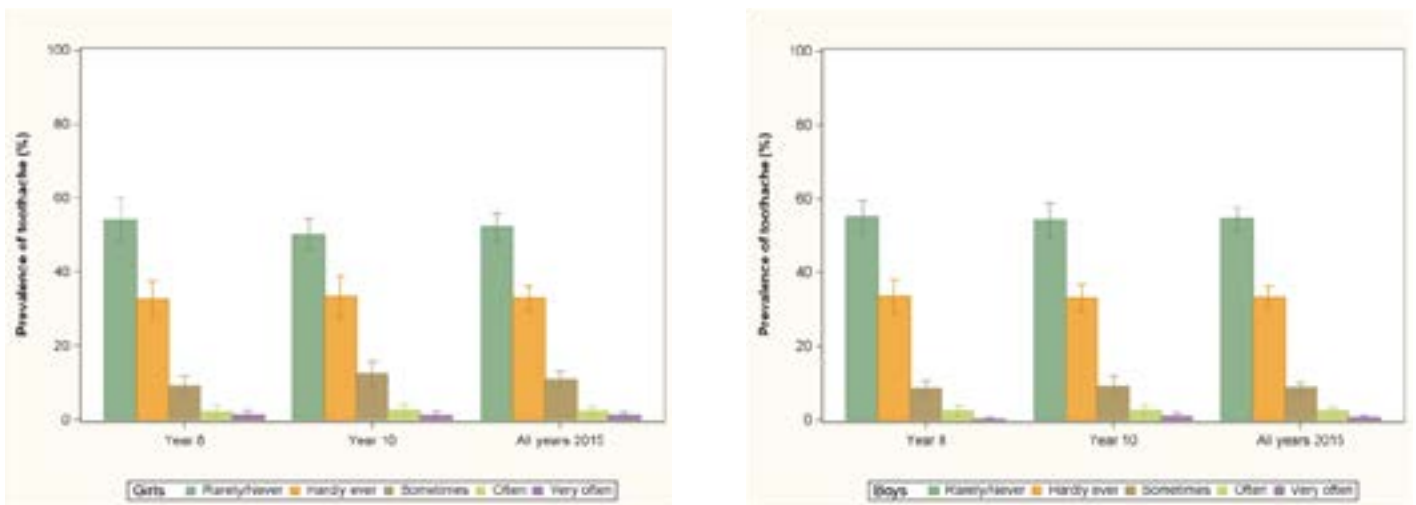 Prevalence of toothache (%)
100
80
60
40
20
0
Year 8
Year 10
All years 2015
Girls Rarely/Never Hardly ever Sometimes Often Very often
Prevalence of toothache (%)
100
80
60
40
20
0
Year 8
Year 10
All years 2015
Boys Rarely/Never Hardly ever Sometimes Often Very often